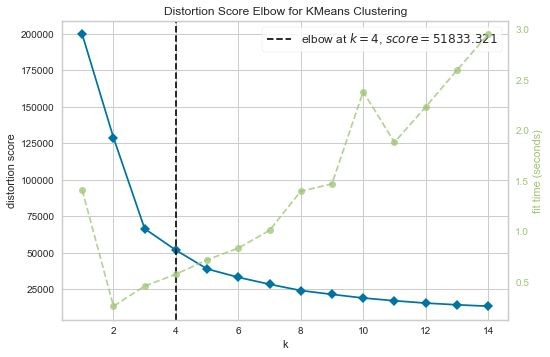 Distortion Score Elbow for KMeans Clustering
elbow at k = 4, score = 51833.321
200000
175000
150000
125000
100000
75000
50000
25000
distortion score
3.0
2.5
2.0
1.5
1.0
0.5
fit time (seconds)
2 4 6 8 10 12 14
k